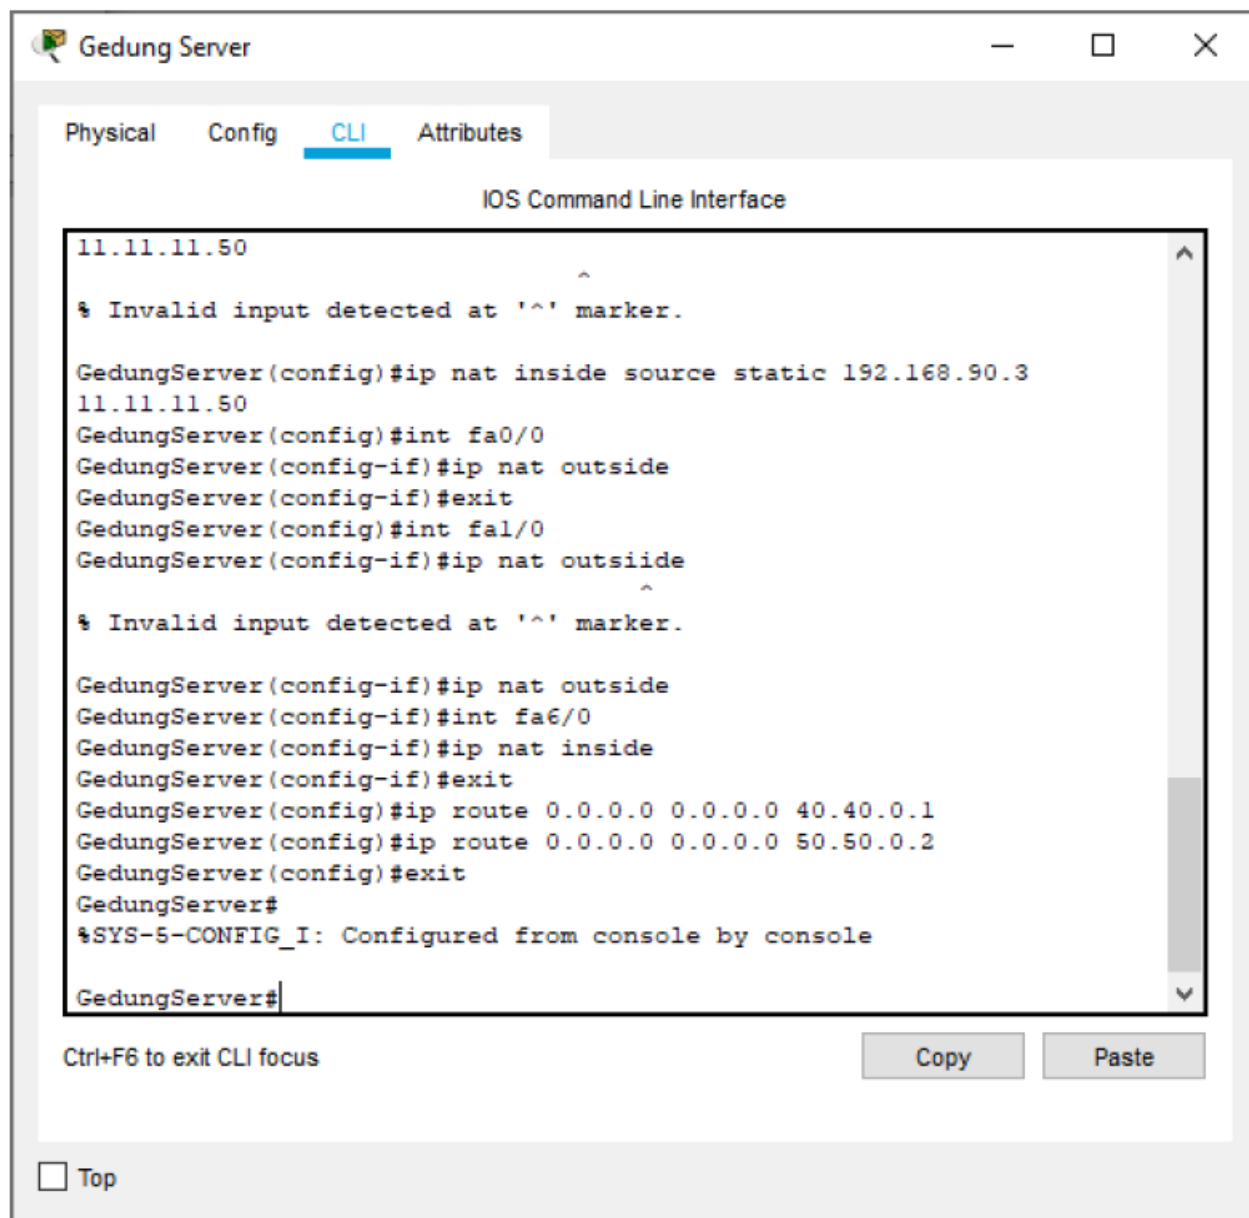 Gedung Server
Physical Config CLI Attributes
IOS Command Line Interface
11.11.11.50
^
% Invalid input detected at '^' marker.
GedungServer(config)#ip nat inside source static 192.168.90.3
11.11.11.50
GedungServer(config)#int fa0/0
GedungServer(config-if)#ip nat outside
GedungServer(config-if)#exit
GedungServer(config)#int fa1/0
GedungServer(config-if)#ip nat outsiide
^
% Invalid input detected at '^' marker.
GedungServer(config-if)#ip nat outside
GedungServer(config-if)#int fa6/0
GedungServer(config-if)#ip nat inside
GedungServer(config-if)#exit
GedungServer(config)#ip route 0.0.0.0 0.0.0.0 40.40.0.1
GedungServer(config)#ip route 0.0.0.0 0.0.0.0 50.50.0.2
GedungServer(config)#exit
GedungServer#
%SYS-5-CONFIG_I: Configured from console by console
GedungServer#
Ctrl+F6 to exit CLI focus
Copy
Paste
Top